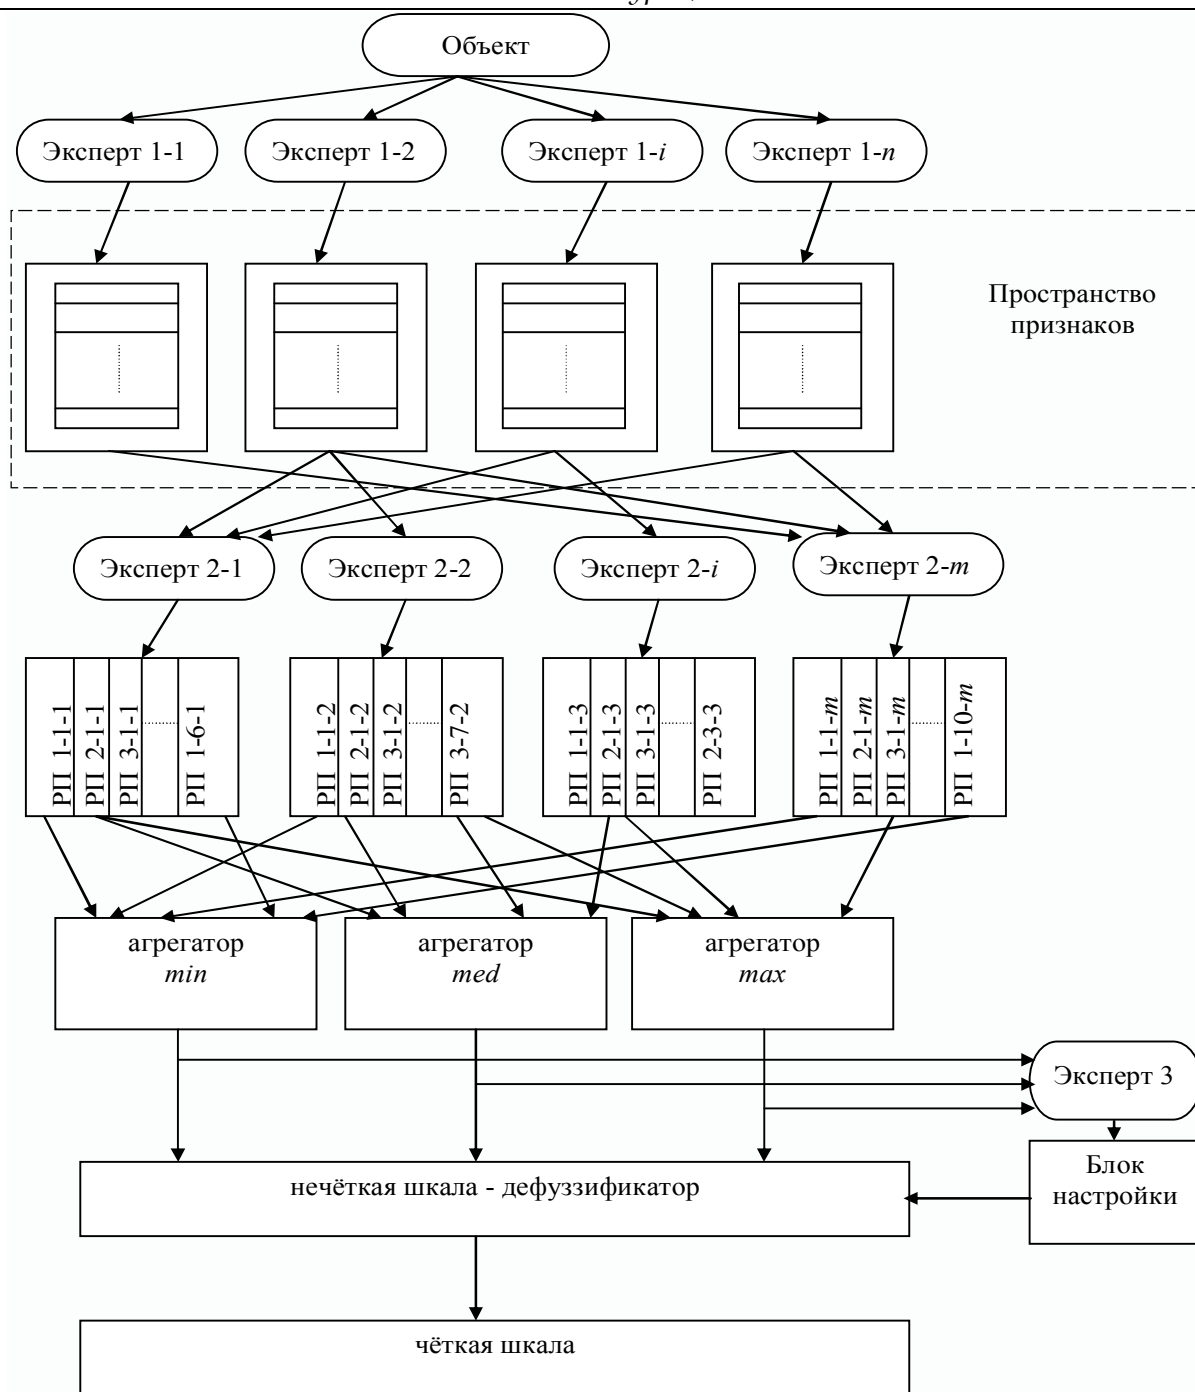 Объект
Эксперт 1-1
Эксперт 1-2
Эксперт 1-i
Эксперт 1-n
Пространство
признаков
Эксперт 2-1
Эксперт 2-2
Эксперт 2-i
Эксперт 2-m
РП 1-1-1
РП 2-1-1
РП 3-1-1
РП 1-6-1
РП 1-1-2
РП 2-1-2
РП 3-1-2
РП 3-7-2
РП 1-1-3
РП 2-1-3
РП 3-1-3
РП 2-3-3
РП 1-1-m
РП 2-1-m
РП 3-1-m
РП 1-10-m
агрегатор
min
агрегатор
med
агрегатор
max
Эксперт 3
Блок
настройки
нечёткая шкала - дефуззификатор
чёткая шкала